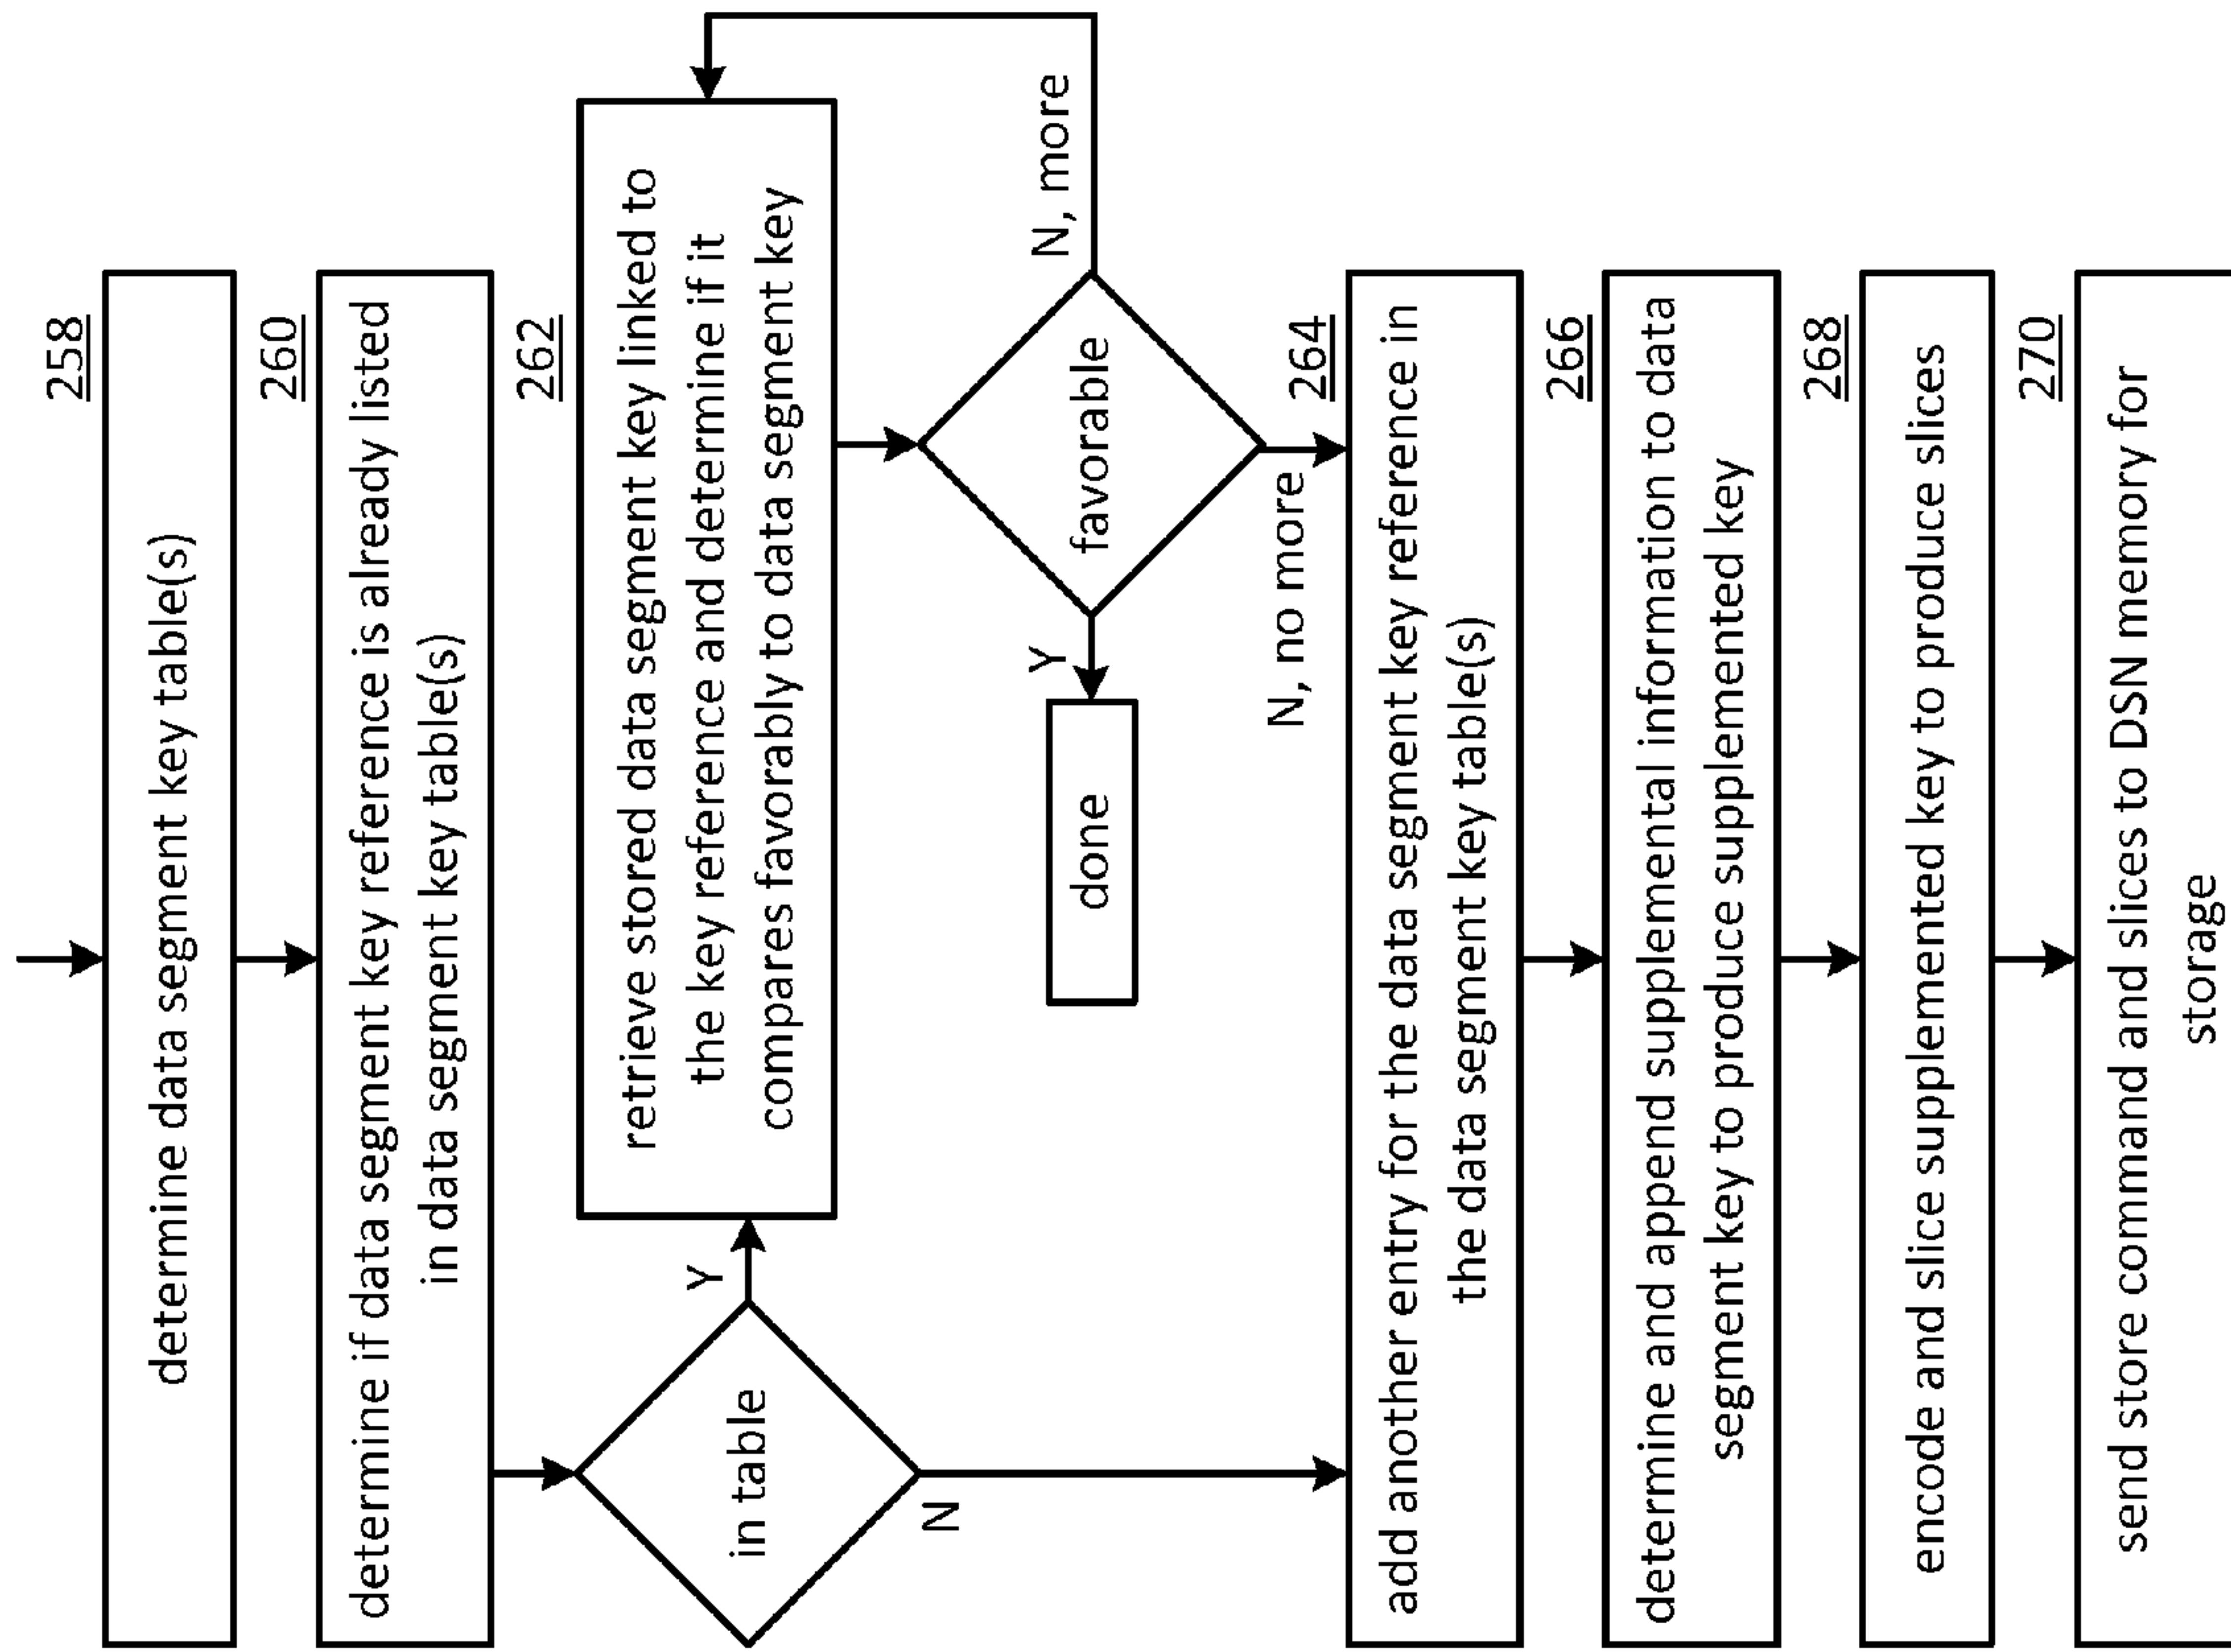 258
determine data segment key table(s)
260
determine if data segment key reference is already listed
in data segment key table(s)
in table
Y
N
262
retrieve stored data segment key linked to
the key reference and determine if it
compares favorably to data segment key
favorable
N, more
Y
done
N, no more
264
add another entry for the data segment key reference in
the data segment key table(s)
266
determine and append supplemental information to data
segment key to produce supplemented key
268
encode and slice supplemented key to produce slices
270
send store command and slices to DSN memory for
storage